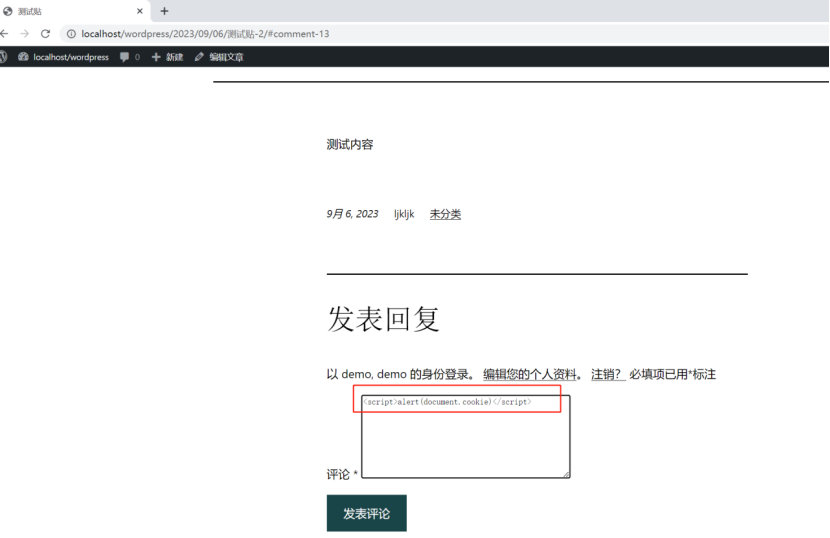 测试贴
localhost/wordpress/2023/09/06/测试贴-2/#comment-13
localhost/wordpress 0 新建 编辑文章
测试内容
9月 6, 2023 ljkljk 未分类
发表回复
以 demo, demo 的身份登录。 编辑您的个人资料。 注销? 必填项已用*标注
<script>alert(document.cookie)</script>
评论 *
发表评论